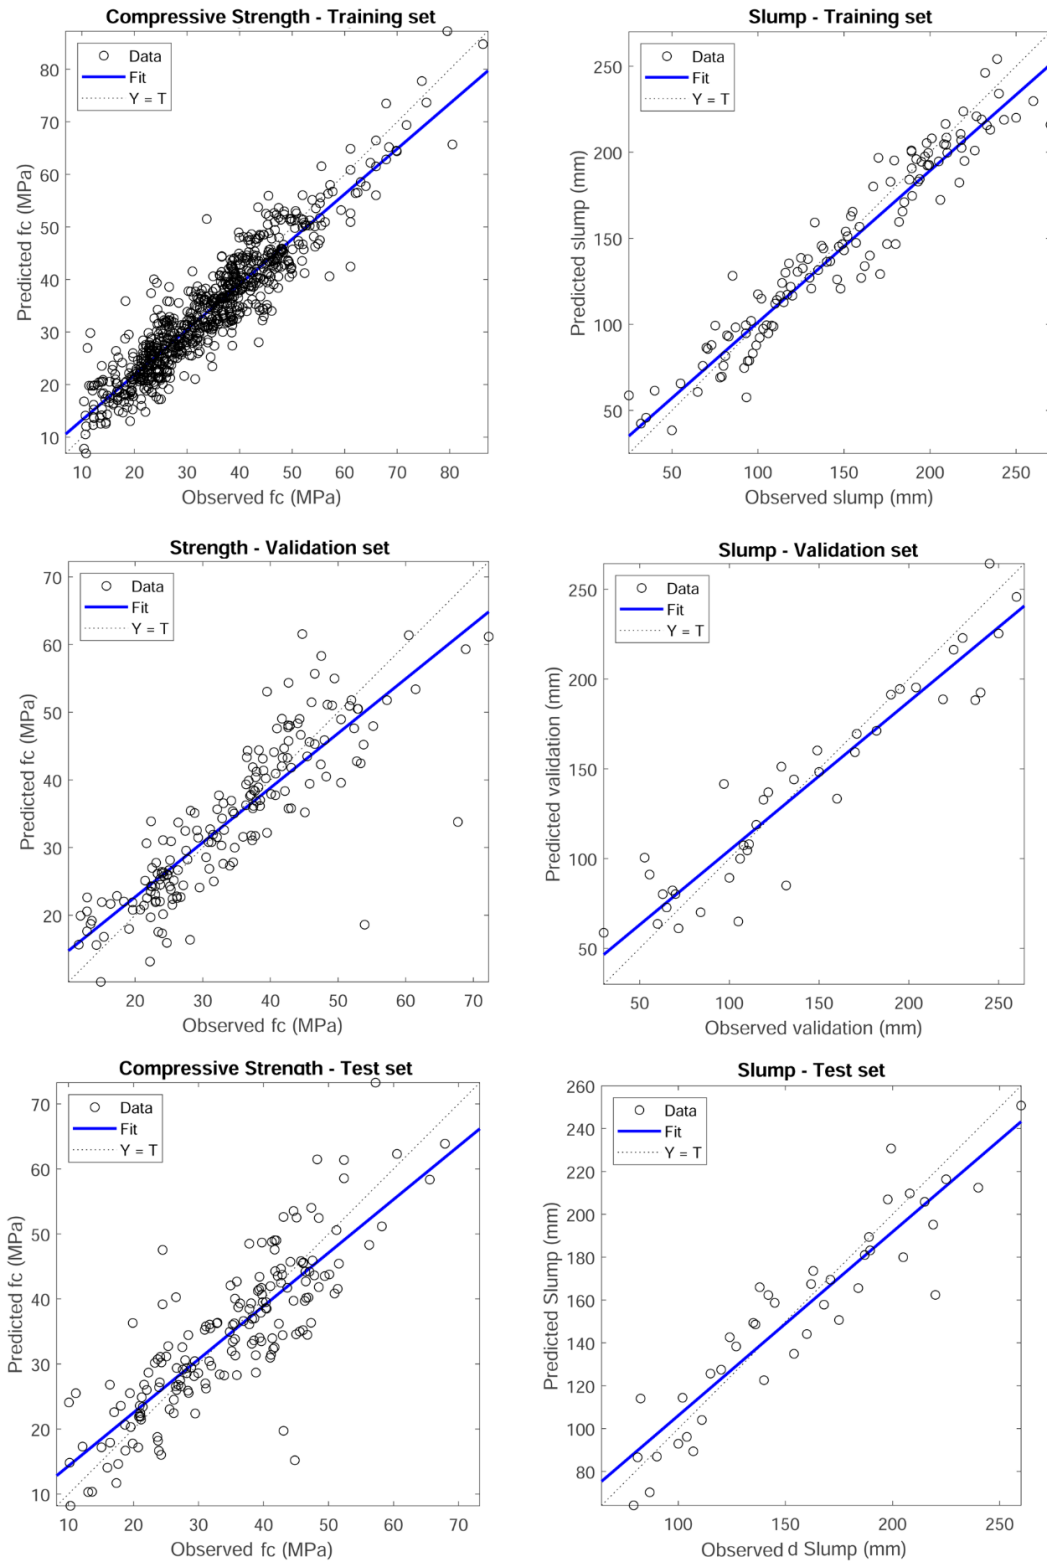 Compressive Strength - Training set
Data
Fit
Y = T
80
70
60
50
40
30
20
10
10 20 30 40 50 60 70 80
Predicted fc (MPa)
Observed fc (MPa)
Slump - Training set
Data
Fit
Y = T
250
200
150
100
50
50 100 150 200 250
Predicted slump (mm)
Observed slump (mm)
Strength - Validation set
Data
Fit
Y = T
70
60
50
40
30
20
20 30 40 50 60 70
Predicted fc (MPa)
Observed fc (MPa)
Slump - Validation set
Data
Fit
Y = T
250
200
150
100
50
50 100 150 200 250
Predicted validation (mm)
Observed validation (mm)
Compressive Strength - Test set
Data
Fit
Y = T
70
60
50
40
30
20
10
10 20 30 40 50 60 70
Predicted fc (MPa)
Observed fc (MPa)
Slump - Test set
Data
Fit
Y = T
260
240
220
200
180
160
140
120
100
80
100 150 200 250
Predicted Slump (mm)
Observed d Slump (mm)